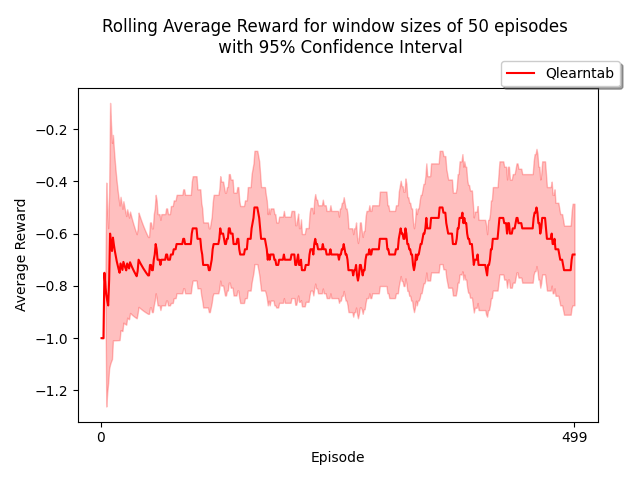 Rolling Average Reward for window sizes of 50 episodes
with 95% Confidence Interval
Qlearntab
−0.2
−0.4
−0.6
−0.8
−1.0
−1.2
Average Reward
0
499
Episode